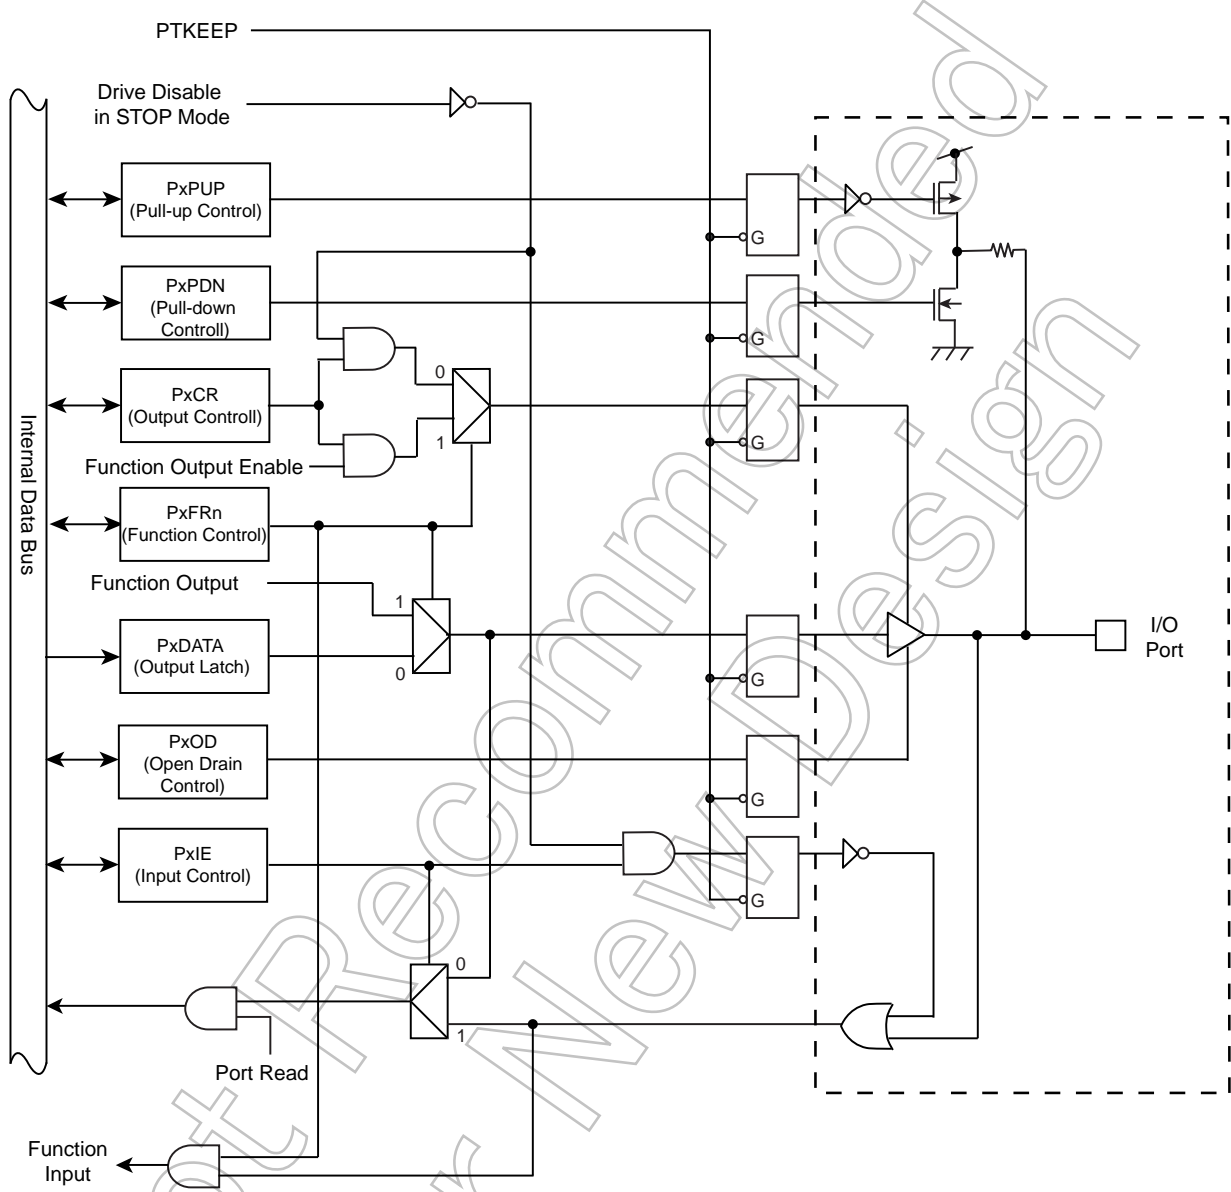 PTKEEP
Drive Disable
in STOP Mode
PxPUP
(Pull-up Control)
G
PxPDN
(Pull-down
Controll)
G
PxCR
(Output Controll)
0
1
G
Function Output Enable
Internal Data Bus
PxFRn
(Function Control)
Function Output
1
0
PxDATA
(Output Latch)
G
I/O
Port
PxOD
(Open Drain
Control)
G
PxIE
(Input Control)
G
0
1
Port Read
Function
Input
Not Recommended
for New Design